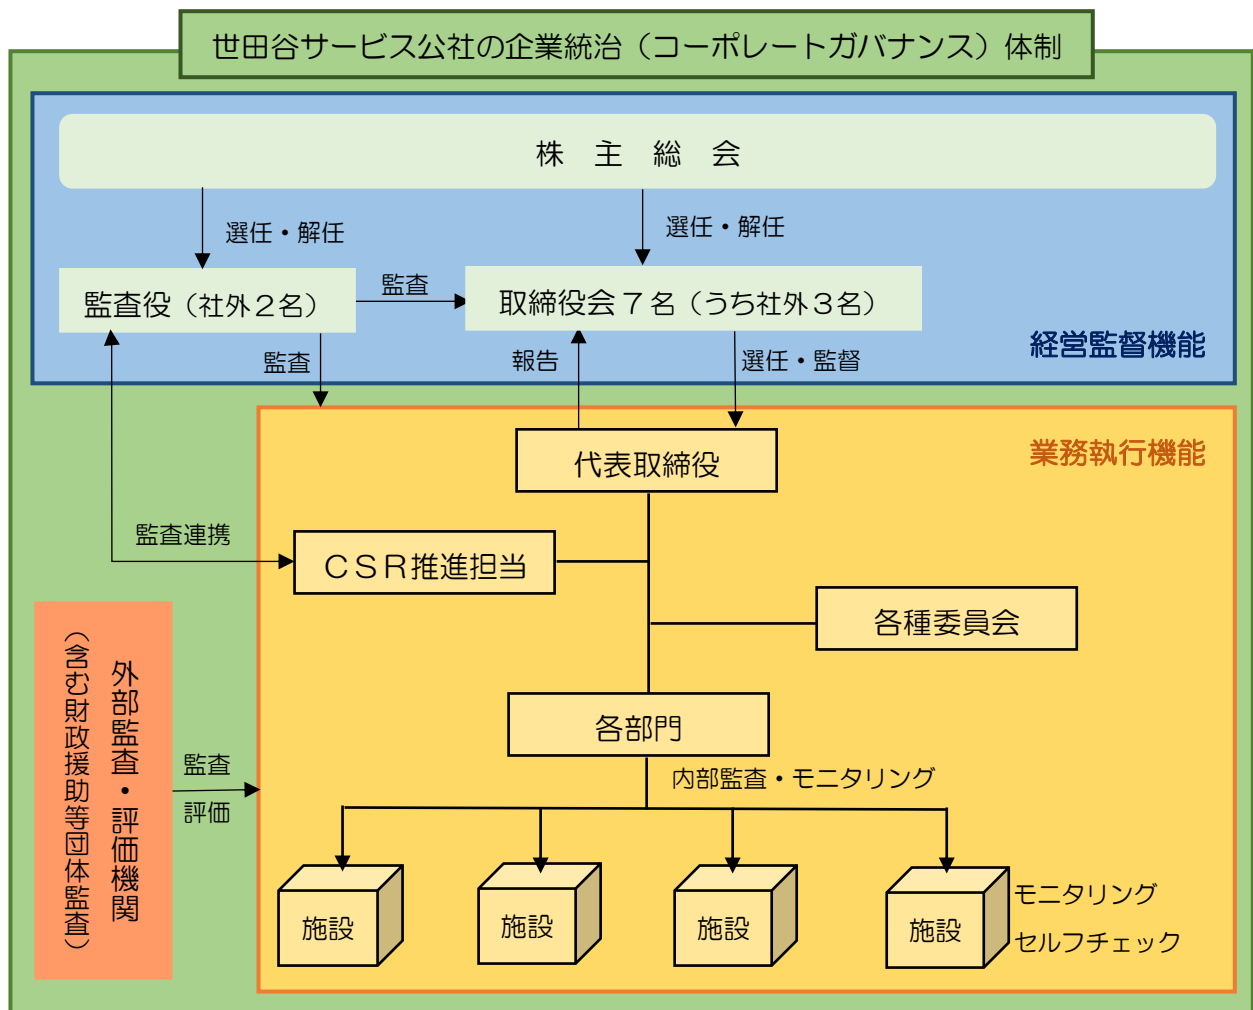 世田谷サービス公社の企業統治（コーポレートガバナンス）体制
株　主　総　会
選任・解任
選任・解任
監査役（社外２名）
監査
取締役会７名（うち社外３名）
経営監督機能
監査
報告
選任・監督
業務執行機能
代表取締役
監査連携
ＣＳＲ推進担当
各種委員会
外部監査・評価機関
（含む財政援助等団体監査）
各部門
監査
評価
内部監査・モニタリング
施設
施設
施設
施設
モニタリング
セルフチェック